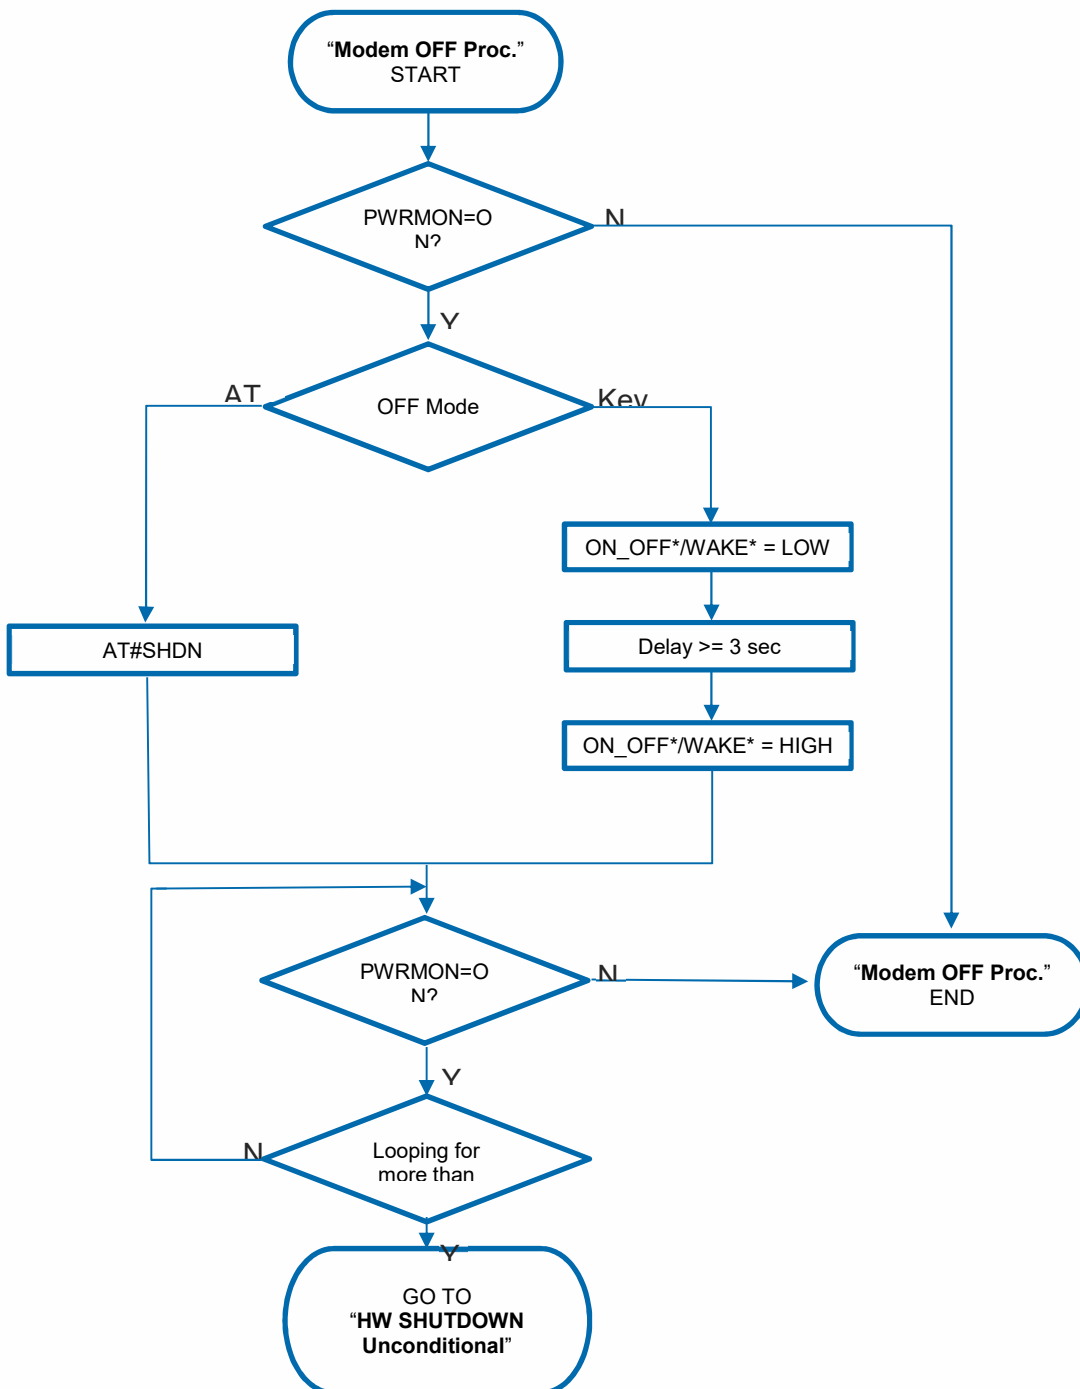 “Modem OFF Proc.”
START
PWRMON=O
N?
N
Y
OFF Mode
AT
Key
ON_OFF*/WAKE* = LOW
Delay >= 3 sec
AT#SHDN
ON_OFF*/WAKE* = HIGH
PWRMON=O
N?
N
“Modem OFF Proc.”
END
Y
Looping for
more than
N
Y
GO TO
“HW SHUTDOWN
Unconditional”